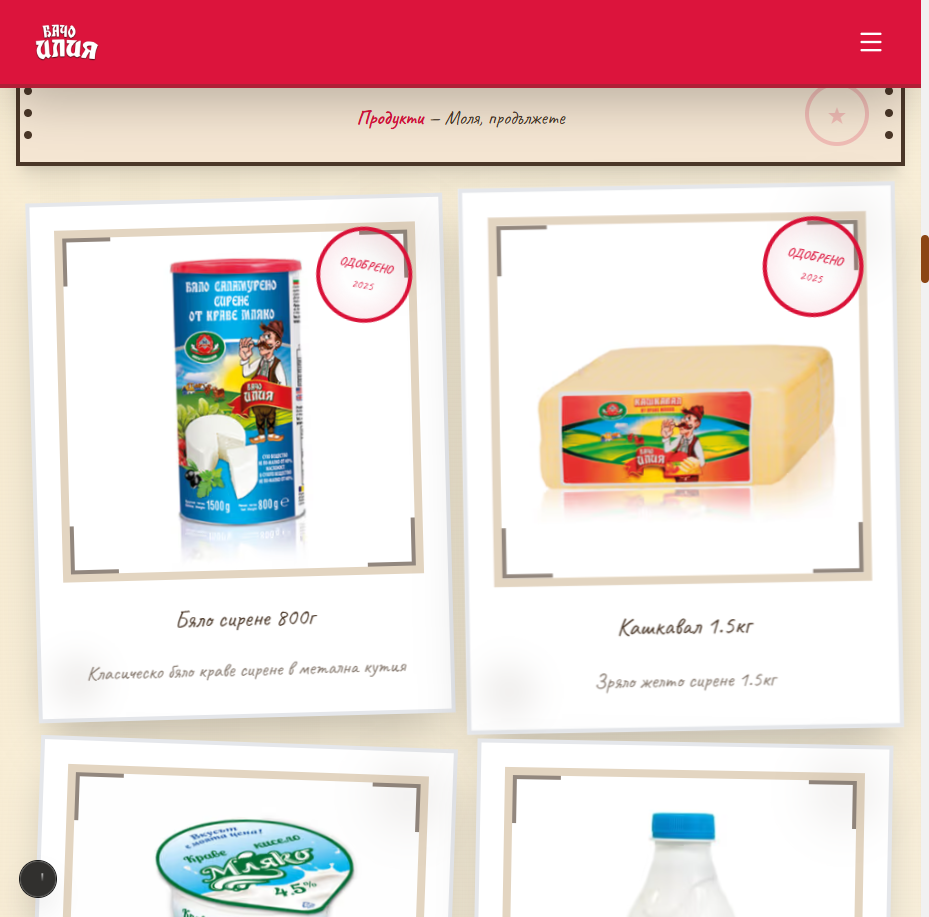 БАЧО
ИЛИЯ
Продукти – Моля, продължете
ОДОБРЕНО
2025
БЯЛО САЛАМУРЕНО
СИРЕНЕ
ОТ КРАВЕ МЛЯКО
БАЧО
ИЛИЯ
1500g
800g e
Бяло сирене 800г
Класическо бяло краве сирене в метална кутия
ОДОБРЕНО
2025
КАШКАВАЛ
БАЧО
ИЛИЯ
Кашкавал 1.5кг
Зряло желто сирене 1.5кг
Вкусът
с моята цена!
Краве кисело
Мляко
4.5%